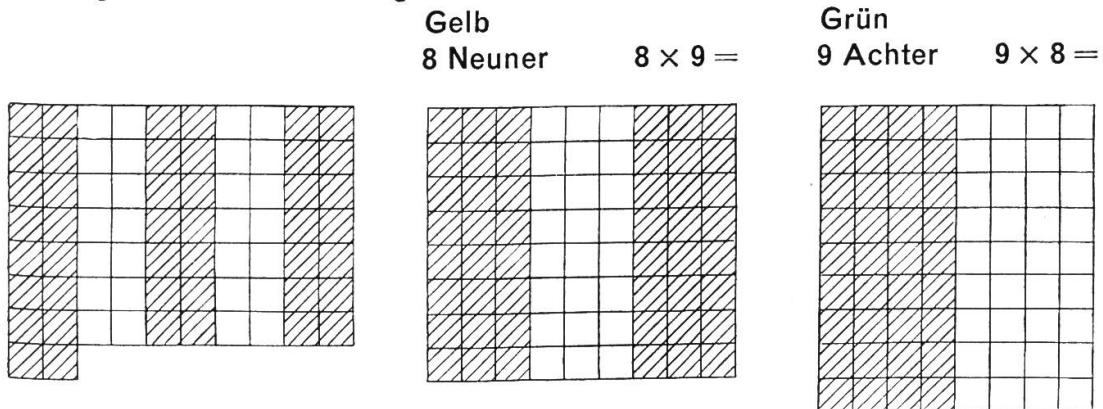 Gelb
8 Neuner 8 × 9 =
Grün
9 Achter 9 × 8 =